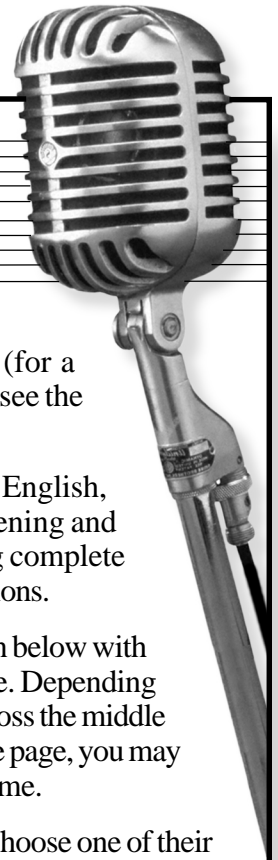 (for a
see the
English,
ening and
g complete
ions.
n below with
e. Depending
oss the middle
e page, you may
me.
hoose one of their